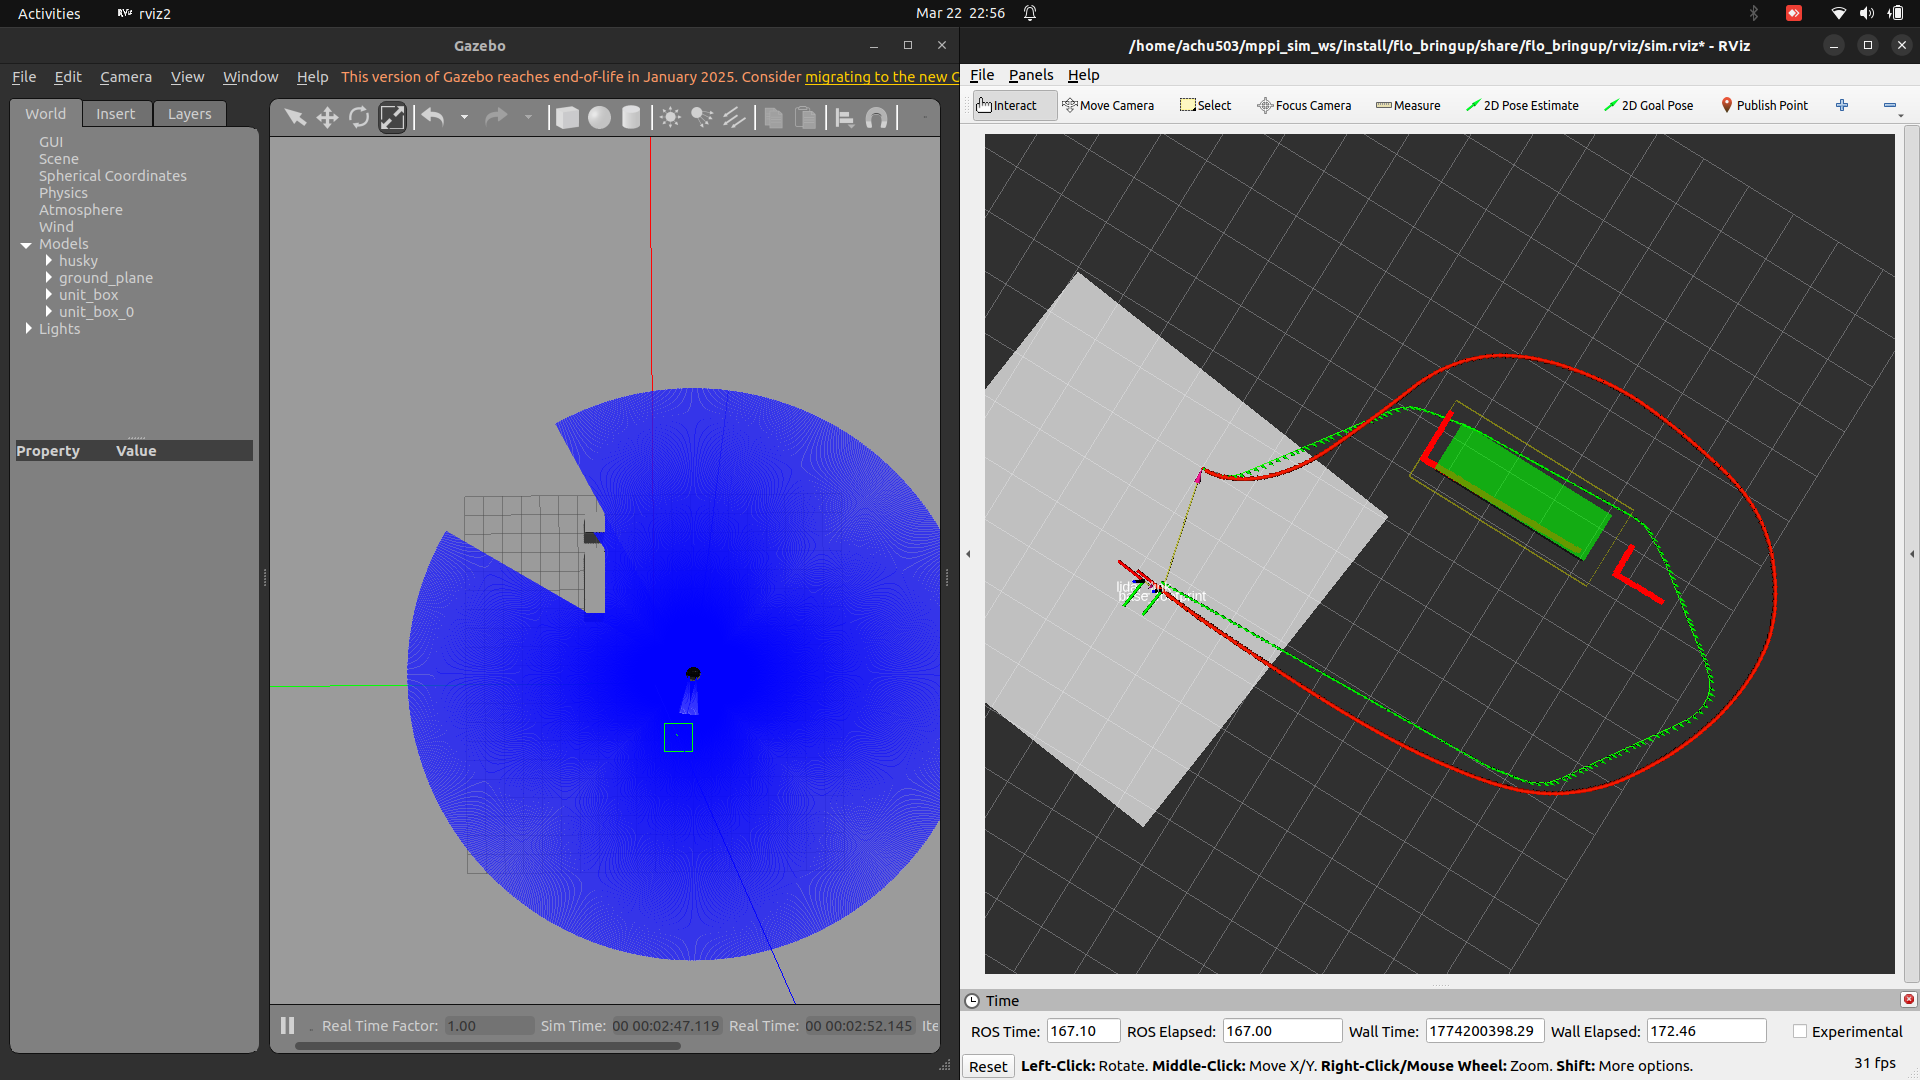 Activities
rviz2
Mar 22 22:56
Gazebo
File Edit Camera View Window Help This version of Gazebo reaches end-of-life in January 2025. Consider migrating to the new G
World Insert Layers
GUI
Scene
Spherical Coordinates
Physics
Atmosphere
Wind
Models
husky
ground_plane
unit_box
unit_box_0
Lights
Property Value
Real Time Factor: 1.00 Sim Time: 00 00:02:47.119 Real Time: 00 00:02:52.145 Ite
/home/achu503/mppi_sim_ws/install/flo_bringup/share/flo_bringup/rviz/sim.rviz* - RViz
File Panels Help
Interact Move Camera Select Focus Camera Measure 2D Pose Estimate 2D Goal Pose Publish Point
Time
ROS Time: 167.10 ROS Elapsed: 167.00 Wall Time: 1774200398.29 Wall Elapsed: 172.46 Experimental
Reset Left-Click: Rotate. Middle-Click: Move X/Y. Right-Click/Mouse Wheel: Zoom. Shift: More options. 31 fps